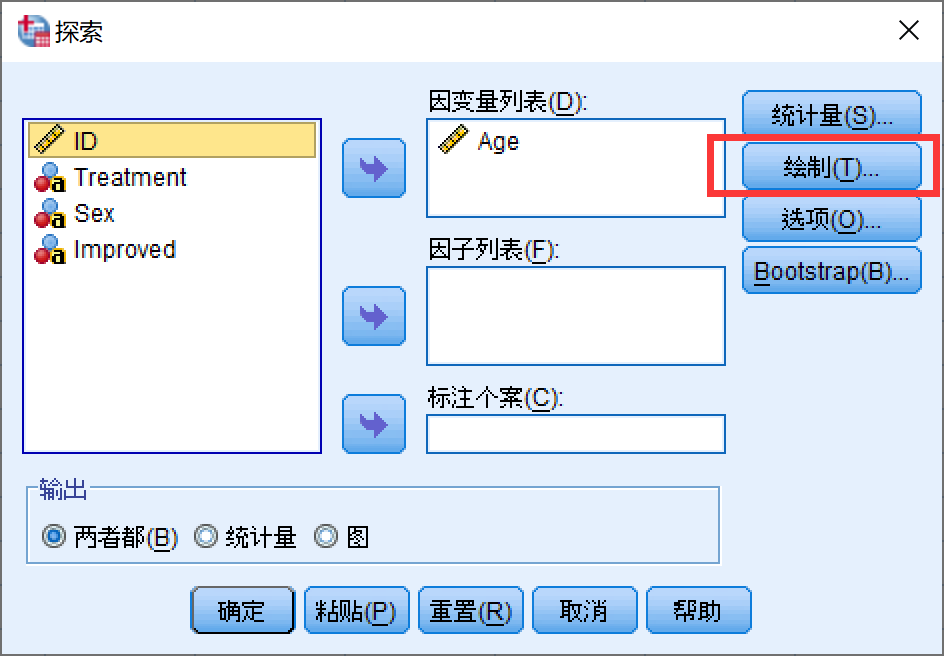 探索
ID
Treatment
Sex
Improved
因变量列表(D):
Age
因子列表(F):
标注个案(C):
统计量(S)...
绘制(T)...
选项(O)...
Bootstrap(B)...
输出
两者都(B) 统计量 图
确定 粘贴(P) 重置(R) 取消 帮助